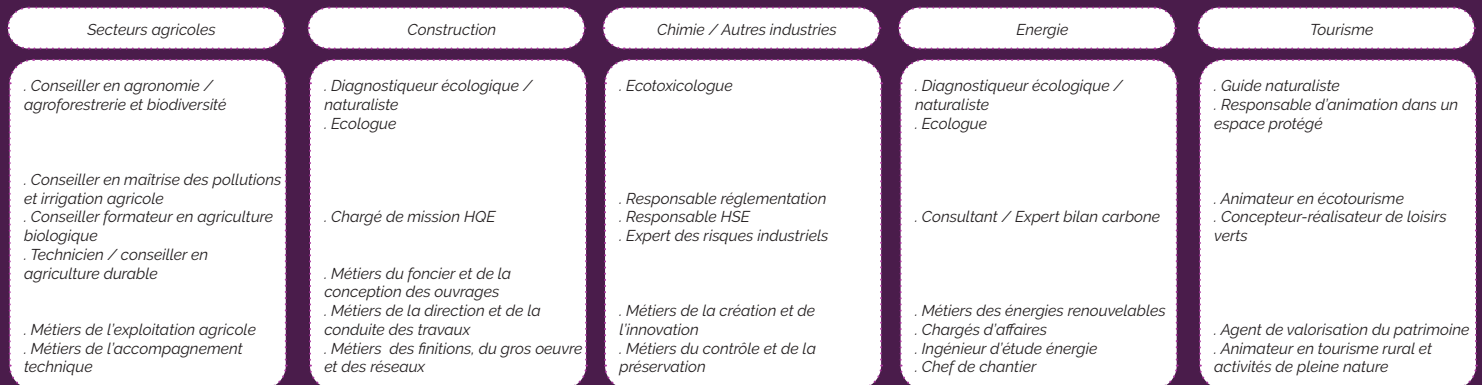 Secteurs agricoles
. Conseiller en agronomie /
agroforestrerie et biodiversité
. Conseiller en maîtrise des pollutions
et irrigation agricole
. Conseiller formateur en agriculture
biologique
. Technicien / conseiller en
agriculture durable
. Métiers de l'exploitation agricole
. Métiers de l'accompagnement
technique
Construction
. Diagnostiqueur écologique /
naturaliste
. Ecologue
. Chargé de mission HQE
. Métiers du foncier et de la
conception des ouvrages
. Métiers de la direction et de la
conduite des travaux
. Métiers des finitions, du gros oeuvre
et des réseaux
Chimie / Autres industries
. Ecotoxicologue
. Responsable réglementation
. Responsable HSE
. Expert des risques industriels
. Métiers de la création et de
l'innovation
. Métiers du contrôle et de la
préservation
Energie
. Diagnostiqueur écologique /
naturaliste
. Ecologue
. Consultant / Expert bilan carbone
. Métiers des énergies renouvelables
. Chargés d'affaires
. Ingénieur d'étude énergie
. Chef de chantier
Tourisme
. Guide naturaliste
. Responsable d'animation dans un
espace protégé
. Animateur en écotourisme
. Concepteur-réalisateur de loisirs
verts
. Agent de valorisation du patrimoine
. Animateur en tourisme rural et
activités de pleine nature